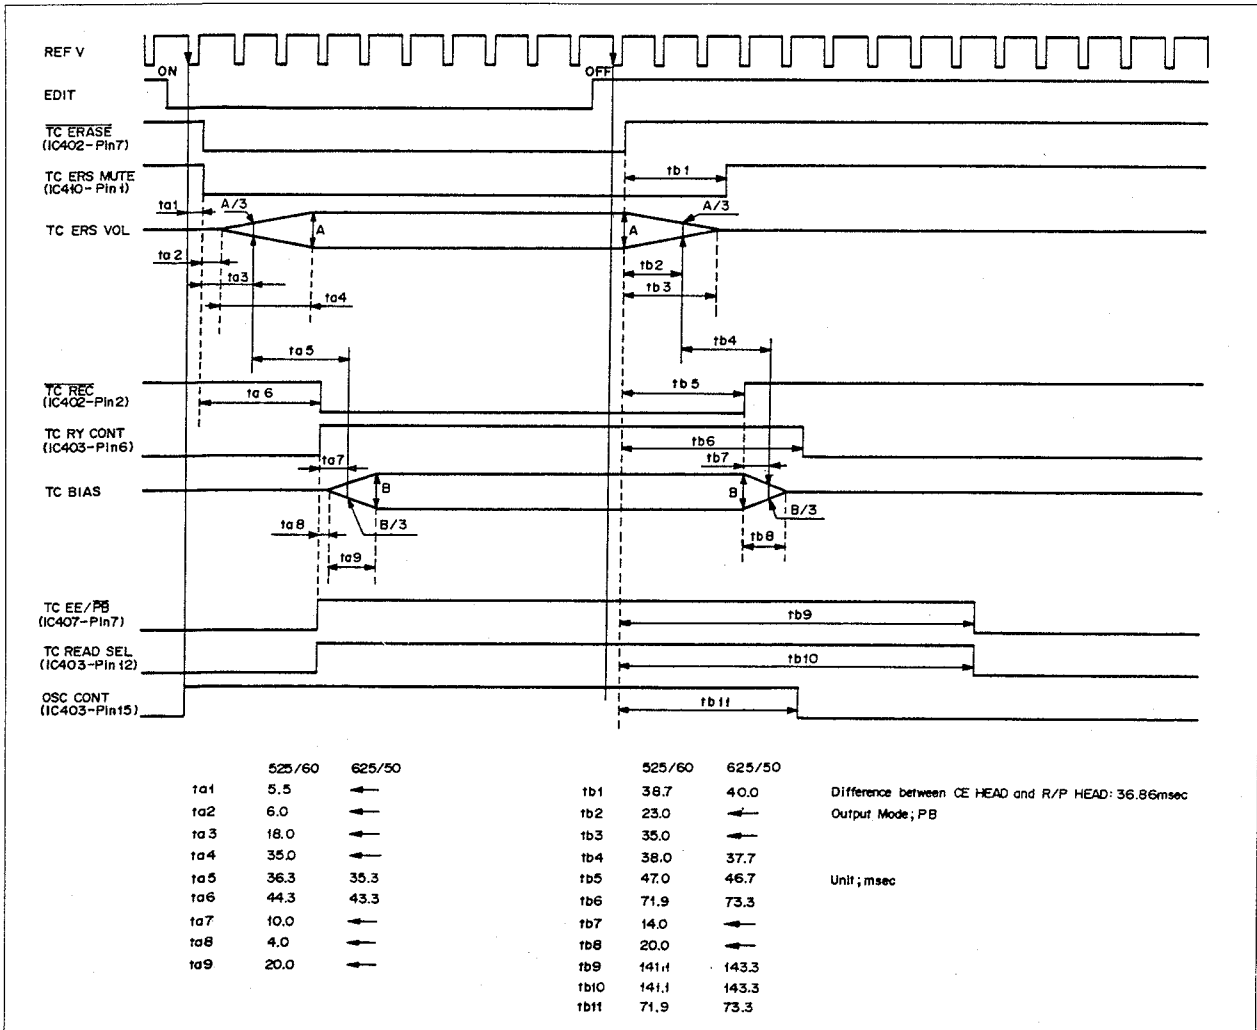 REF V
ON
OFF
EDIT
TC ERASE
(IC402-Pin7)
TC ERS MUTE
(IC410-Pin1)
tb1
ta1
A/3
A/3
TC ERS VOL
A
A
ta2
ta3
ta4
tb2
tb3
ta5
tb4
TC REC
(IC402-Pin2)
ta6
tb5
TC RY CONT
(IC403-Pin6)
tb6
ta7
tb7
TC BIAS
B
B
ta8
B/3
B/3
ta9
tb8
TC EE/PB
(IC407-Pin7)
tb9
TC READ SEL
(IC403-Pin12)
tb10
OSC CONT
(IC403-Pin15)
tb11
525/60 625/50
ta1 5.5 ←
ta2 6.0 ←
ta3 18.0 ←
ta4 35.0 ←
ta5 36.3 35.3
ta6 44.3 43.3
ta7 10.0 ←
ta8 4.0 ←
ta9 20.0 ←
525/60 625/50
tb1 38.7 40.0
tb2 23.0 ←
tb3 35.0 ←
tb4 38.0 37.7
tb5 47.0 46.7
tb6 71.9 73.3
tb7 14.0 ←
tb8 20.0 ←
tb9 141.1 143.3
tb10 141.1 143.3
tb11 71.9 73.3
Difference between CE HEAD and R/P HEAD: 36.86msec
Output Mode; PB
Unit; msec